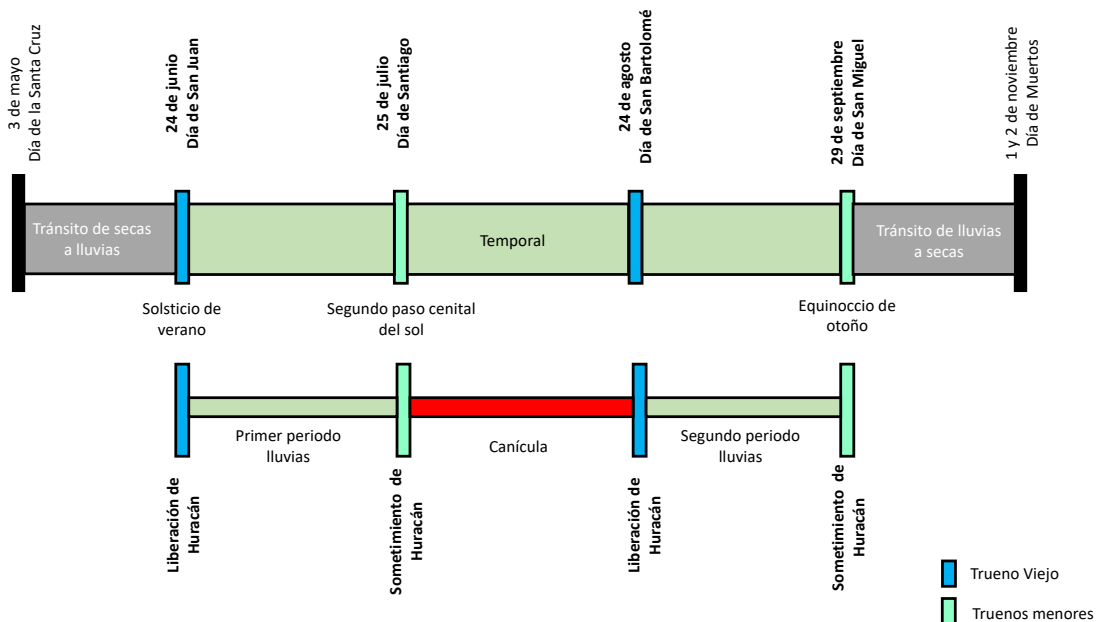 3 de mayo
Día de la Santa Cruz
24 de junio
Día de San Juan
25 de julio
Día de Santiago
24 de agosto
Día de San Bartolomé
29 de septiembre
Día de San Miguel
1 y 2 de noviembre
Día de Muertos
Tránsito de secas
a lluvias
Temporal
Tránsito de lluvias
a secas
Solsticio de
verano
Segundo paso cenital
del sol
Equinoccio de
otoño
Primer periodo
lluvias
Canícula
Segundo periodo
lluvias
Liberación de
Huracán
Sometimiento de
Huracán
Liberación de
Huracán
Sometimiento de
Huracán
Trueno Viejo
Truenos menores